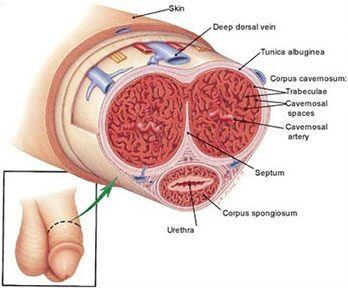 Skin
Deep dorsal vein
Tunica albuginea
Corpus cavernosum:
Trabeculae
Cavernosal
spaces
Cavernosal
artery
Septum
Corpus spongiosum
Urethra